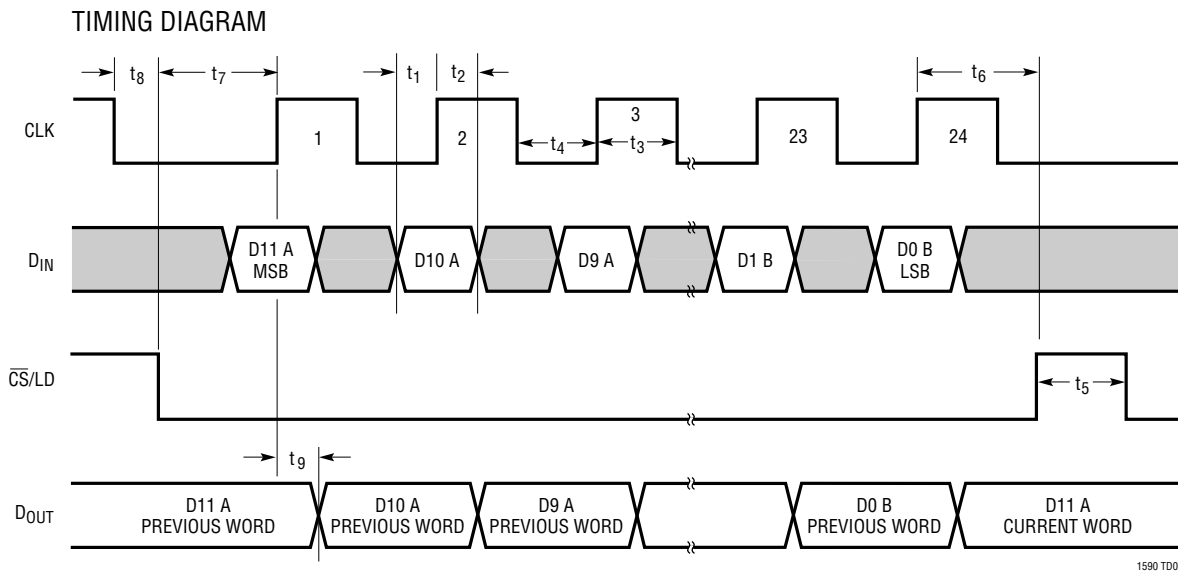 TIMING DIAGRAM
t8
t7
t1
t2
t6
CLK
1
2
t4
3
t3
23
24
DIN
D11 A
MSB
D10 A
D9 A
D1 B
D0 B
LSB
CS/LD
t5
t9
DOUT
D11 A
PREVIOUS WORD
D10 A
PREVIOUS WORD
D9 A
PREVIOUS WORD
D0 B
PREVIOUS WORD
D11 A
CURRENT WORD
1590 TD0